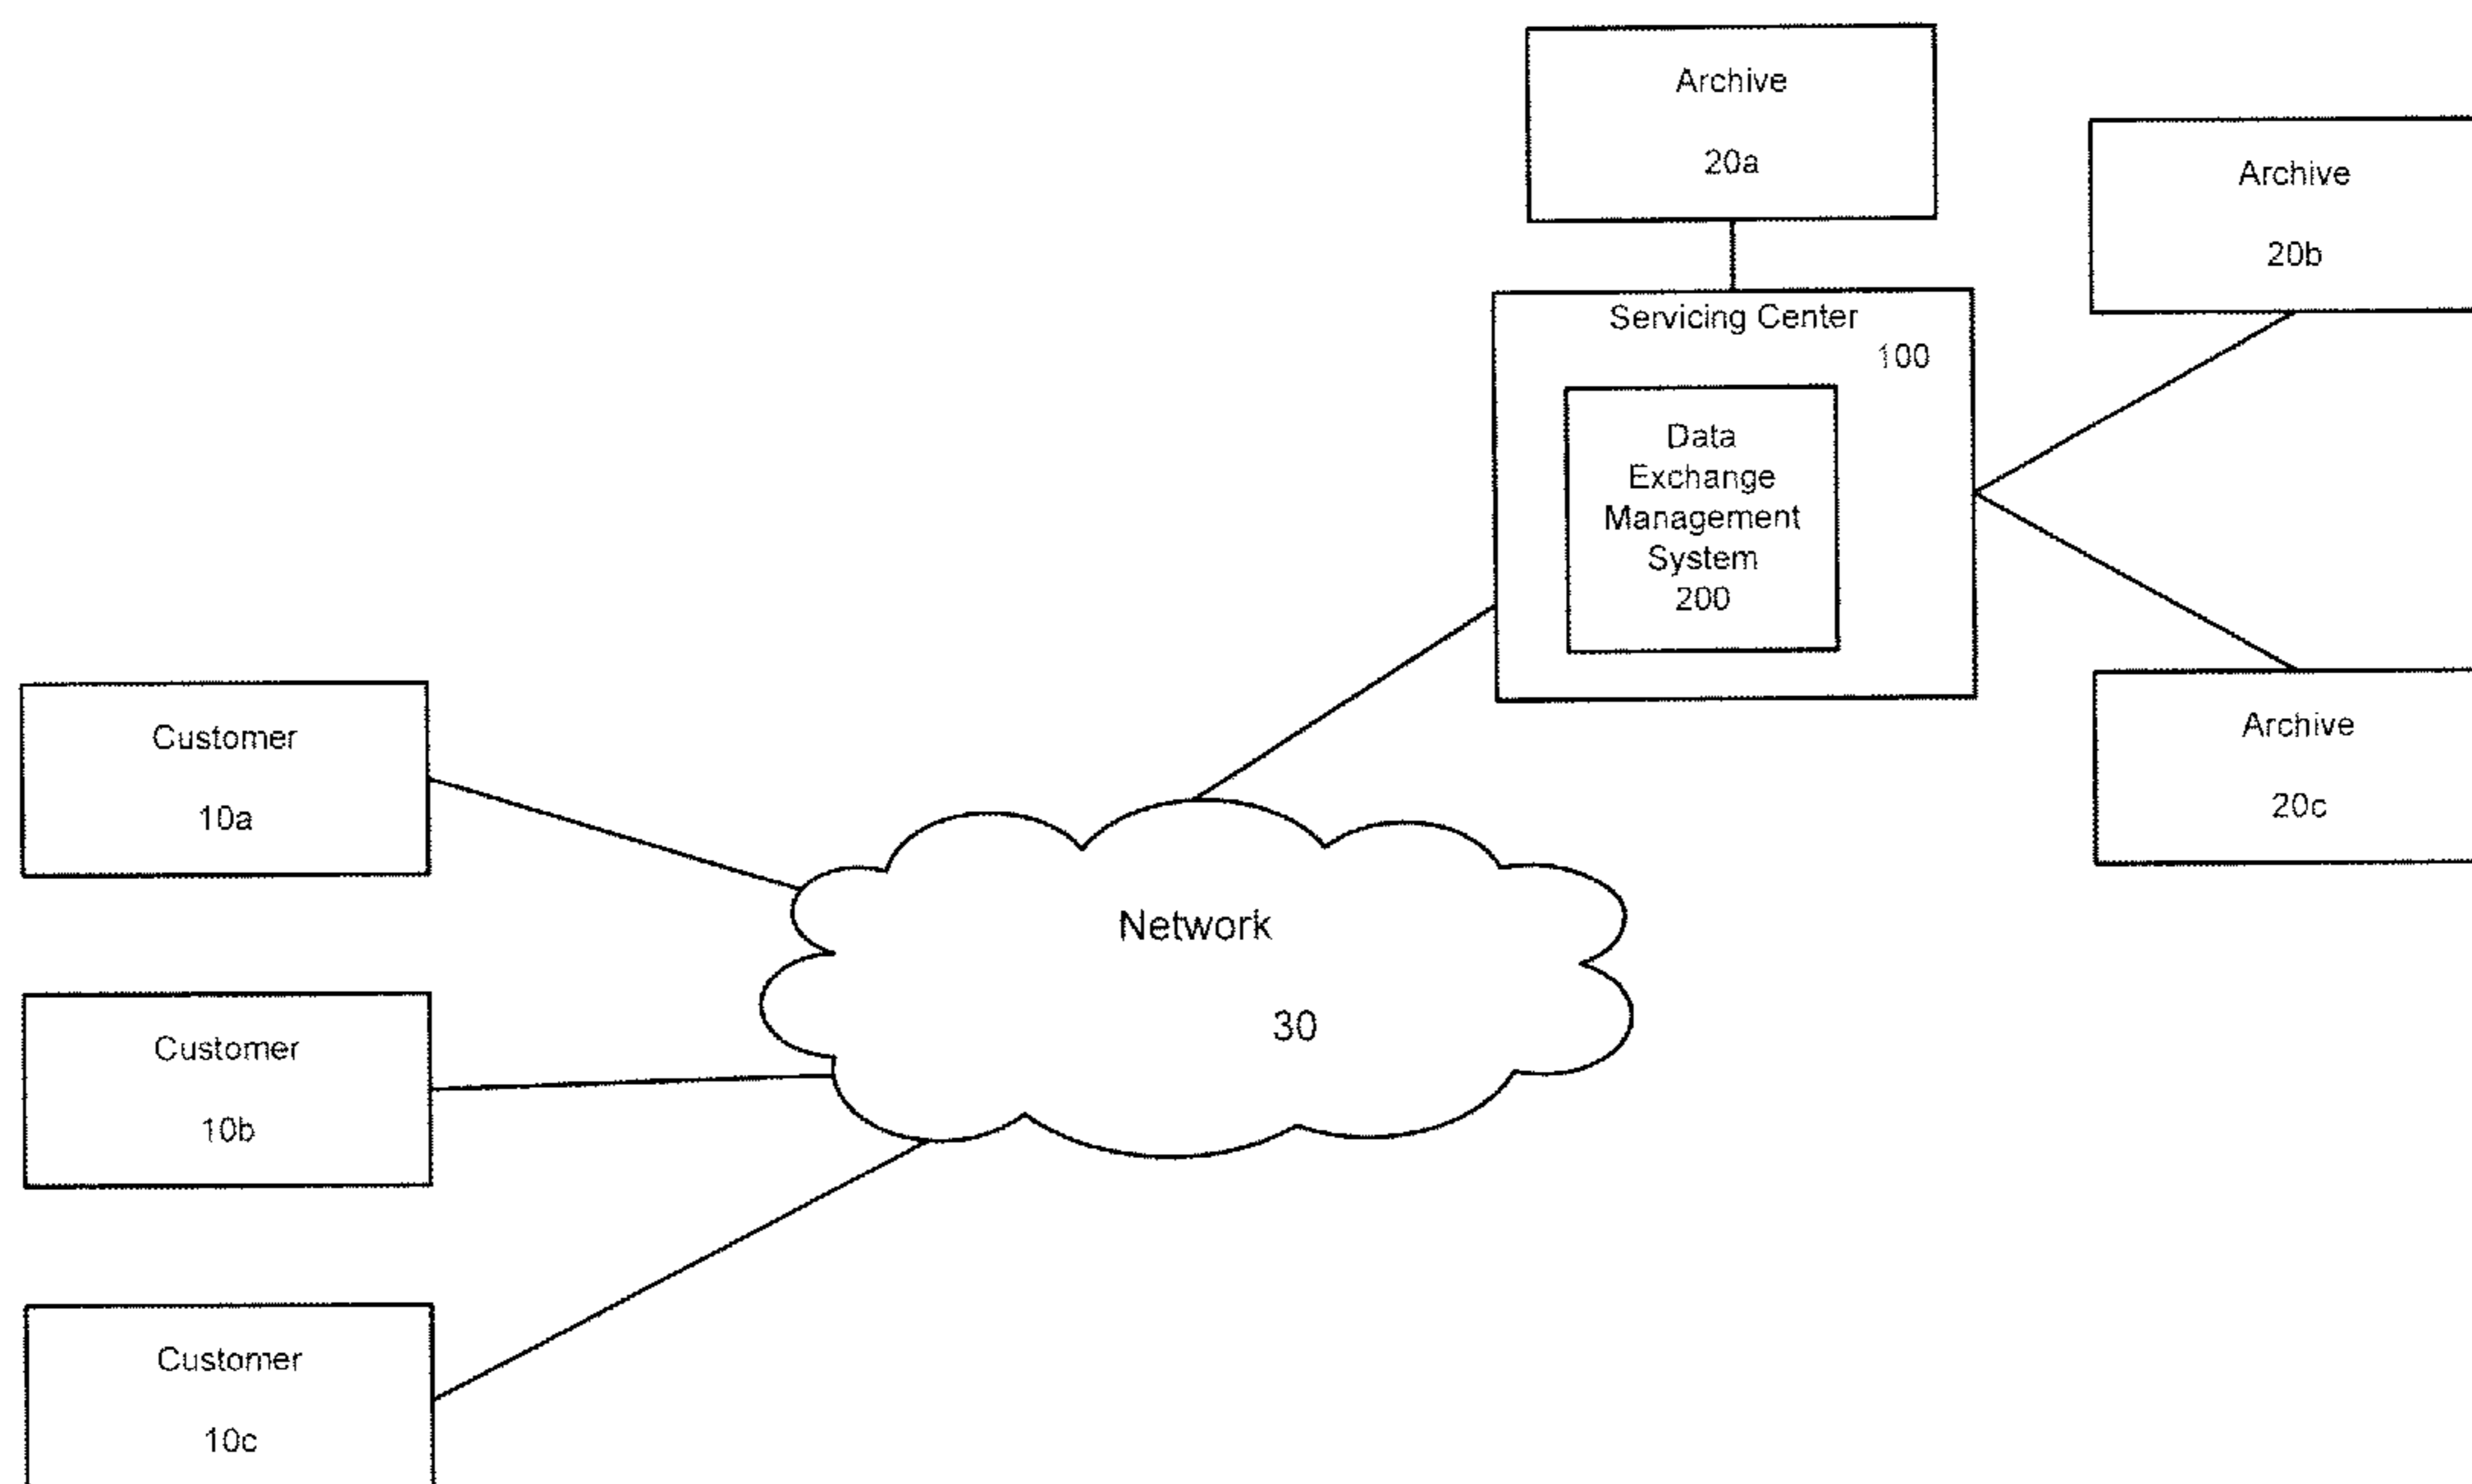 Archive
20a
Archive
20b
Servicing Center
100
Data
Exchange
Management
System
200
Archive
20c
Customer
10a
Network
30
Customer
10b
Customer
10c